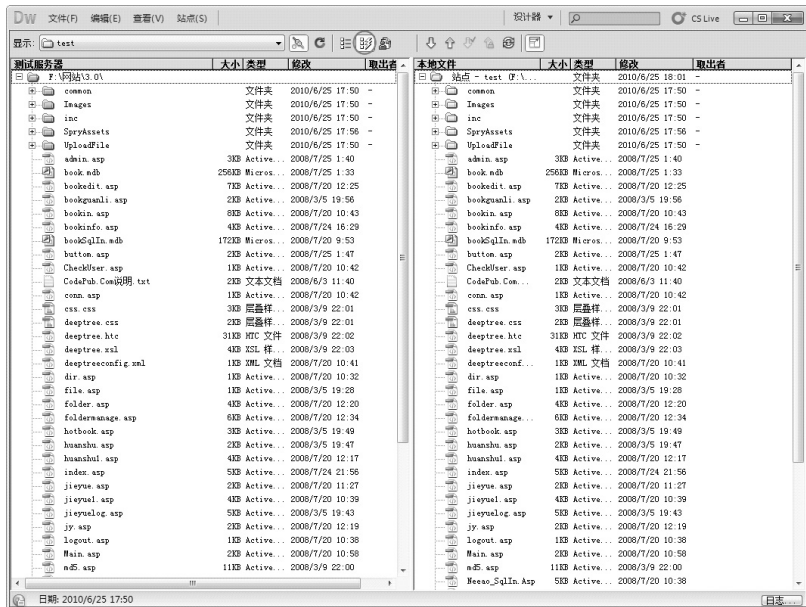 DW 文件(F) 编辑(E) 查看(V) 站点(S) 设计器 CS Live
显示: test
测试服务器 大小 类型 修改 取出者 本地文件 大小 类型 修改 取出者
F:\网站\3.0\ 文件夹 2010/6/25 17:50 - 站点 - test (F:\... 文件夹 2010/6/25 18:01 -
common 文件夹 2010/6/25 17:50 - common 文件夹 2010/6/25 17:50 -
Images 文件夹 2010/6/25 17:50 - Images 文件夹 2010/6/25 17:50 -
inc 文件夹 2010/6/25 17:50 - inc 文件夹 2010/6/25 17:50 -
SpryAssets 文件夹 2010/6/25 17:56 - SpryAssets 文件夹 2010/6/25 17:56 -
UploadFile 文件夹 2010/6/25 17:50 - UploadFile 文件夹 2010/6/25 17:50 -
admin.asp 3KB Active... 2008/7/25 1:40 admin.asp 3KB Active... 2008/7/25 1:40
book.mdb 256KB Micros... 2008/7/25 1:33 book.mdb 256KB Micros... 2008/7/25 1:33
bookedit.asp 7KB Active... 2008/7/20 12:25 bookedit.asp 7KB Active... 2008/7/20 12:25
bookguanli.asp 2KB Active... 2008/3/5 19:56 bookguanli.asp 2KB Active... 2008/3/5 19:56
bookin.asp 8KB Active... 2008/7/20 10:43 bookin.asp 8KB Active... 2008/7/20 10:43
bookinfo.asp 4KB Active... 2008/7/24 16:29 bookinfo.asp 4KB Active... 2008/7/24 16:29
bookSqlIn.mdb 172KB Micros... 2008/7/20 9:53 bookSqlIn.mdb 172KB Micros... 2008/7/20 9:53
buttom.asp 2KB Active... 2008/7/25 1:47 buttom.asp 2KB Active... 2008/7/25 1:47
CheckUser.asp 1KB Active... 2008/7/20 10:42 CheckUser.asp 1KB Active... 2008/7/20 10:42
CodePub.Com说明.txt 2KB 文本文档 2008/6/3 11:40 CodePub.Com... 2KB 文本文档 2008/6/3 11:40
conn.asp 1KB Active... 2008/7/20 10:42 conn.asp 1KB Active... 2008/7/20 10:42
css.css 3KB 层叠样... 2008/3/9 22:01 css.css 3KB 层叠样... 2008/3/9 22:01
deeptree.css 2KB 层叠样... 2008/3/9 22:01 deeptree.css 2KB 层叠样... 2008/3/9 22:01
deeptree.htc 31KB HTC 文件 2008/3/9 22:02 deeptree.htc 31KB HTC 文件 2008/3/9 22:02
deeptree.xsl 4KB XSL 样... 2008/3/9 22:03 deeptree.xsl 4KB XSL 样... 2008/3/9 22:03
deeptreeconfig.xml 1KB XML 文档 2008/7/20 10:41 deeptreeconf... 1KB XML 文档 2008/7/20 10:41
dir.asp 1KB Active... 2008/7/20 10:32 dir.asp 1KB Active... 2008/7/20 10:32
file.asp 1KB Active... 2008/3/5 19:28 file.asp 1KB Active... 2008/3/5 19:28
folder.asp 4KB Active... 2008/7/20 12:20 folder.asp 4KB Active... 2008/7/20 12:20
foldermanage.asp 6KB Active... 2008/7/20 12:34 foldermanage... 6KB Active... 2008/7/20 12:34
hotbook.asp 3KB Active... 2008/3/5 19:49 hotbook.asp 3KB Active... 2008/3/5 19:49
huanshu.asp 2KB Active... 2008/3/5 19:47 huanshu.asp 2KB Active... 2008/3/5 19:47
huanshu1.asp 4KB Active... 2008/7/20 12:17 huanshu1.asp 4KB Active... 2008/7/20 12:17
index.asp 5KB Active... 2008/7/24 21:56 index.asp 5KB Active... 2008/7/24 21:56
jieyue.asp 2KB Active... 2008/7/20 11:27 jieyue.asp 2KB Active... 2008/7/20 11:27
jieyue1.asp 4KB Active... 2008/7/20 10:39 jieyue1.asp 4KB Active... 2008/7/20 10:39
jieyuelog.asp 5KB Active... 2008/3/5 19:43 jieyuelog.asp 5KB Active... 2008/3/5 19:43
jy.asp 2KB Active... 2008/7/20 12:19 jy.asp 2KB Active... 2008/7/20 12:19
logout.asp 1KB Active... 2008/7/20 10:38 logout.asp 1KB Active... 2008/7/20 10:38
Main.asp 2KB Active... 2008/7/20 10:58 Main.asp 2KB Active... 2008/7/20 10:58
md5.asp 11KB Active... 2008/3/9 22:00 md5.asp 11KB Active... 2008/3/9 22:00
Neeao_SqlIn.Asp 5KB Active... 2008/7/20 10:38
日期: 2010/6/25 17:50 日志...